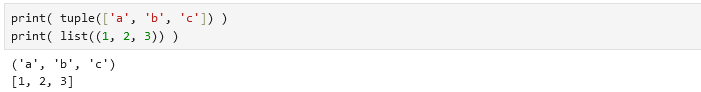 print( tuple(['a', 'b', 'c']) )
print( list((1, 2, 3)) )
('a', 'b', 'c')
[1, 2, 3]